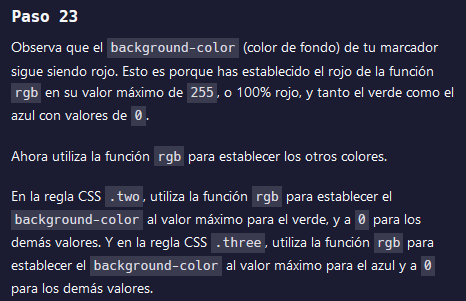 Paso 23
Observa que el background-color (color de fondo) de tu marcador
sigue siendo rojo. Esto es porque has establecido el rojo de la función
rgb en su valor máximo de 255, o 100% rojo, y tanto el verde como el
azul con valores de 0.
Ahora utiliza la función rgb para establecer los otros colores.
En la regla CSS .two, utiliza la función rgb para establecer el
background-color al valor máximo para el verde, y a 0 para los
demás valores. Y en la regla CSS .three, utiliza la función rgb para
establecer el background-color al valor máximo para el azul y a 0
para los demás valores.